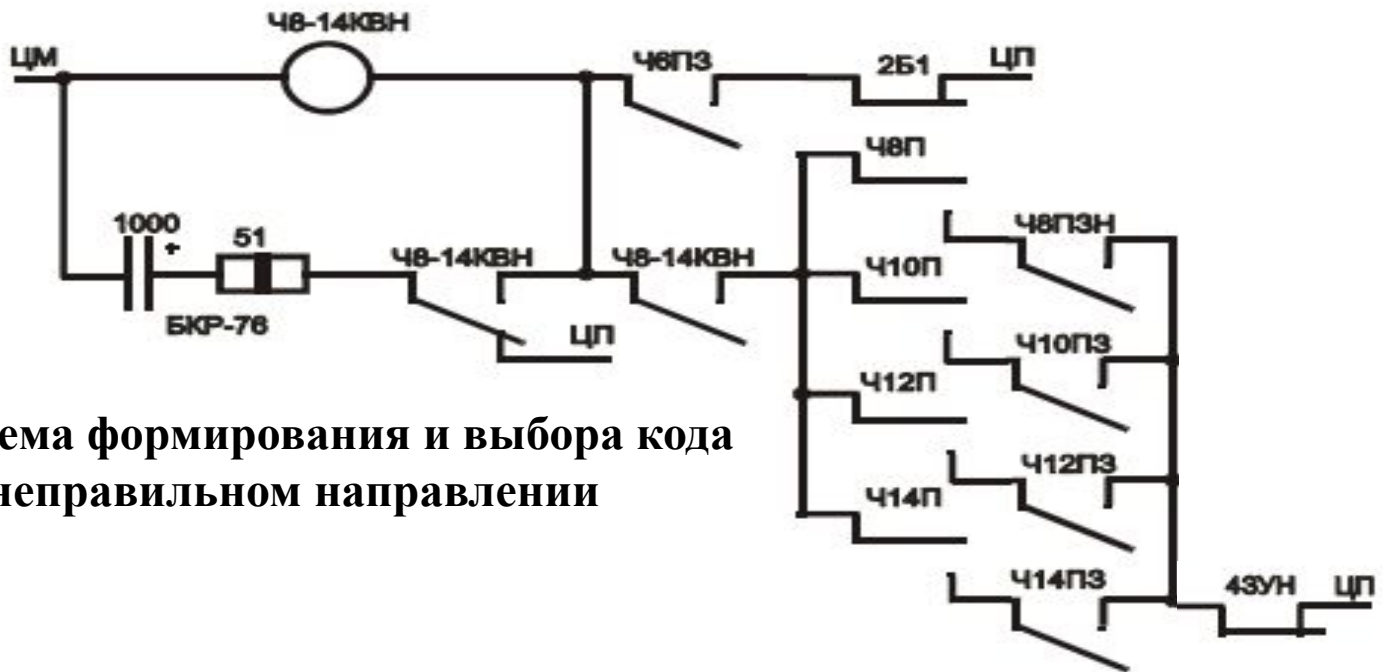 Ч8-14КВН
ЦМ
Ч6ПЗ
2Б1
ЦП
Ч8П
1000
+
51
Ч8-14КВН
Ч8-14КВН
Ч10П
Ч8ПЗН
БКР-76
ЦП
Ч10ПЗ
Ч12П
ема формирования и выбора кода
неправильном направлении
Ч12ПЗ
Ч14П
Ч14ПЗ
43УН
ЦП